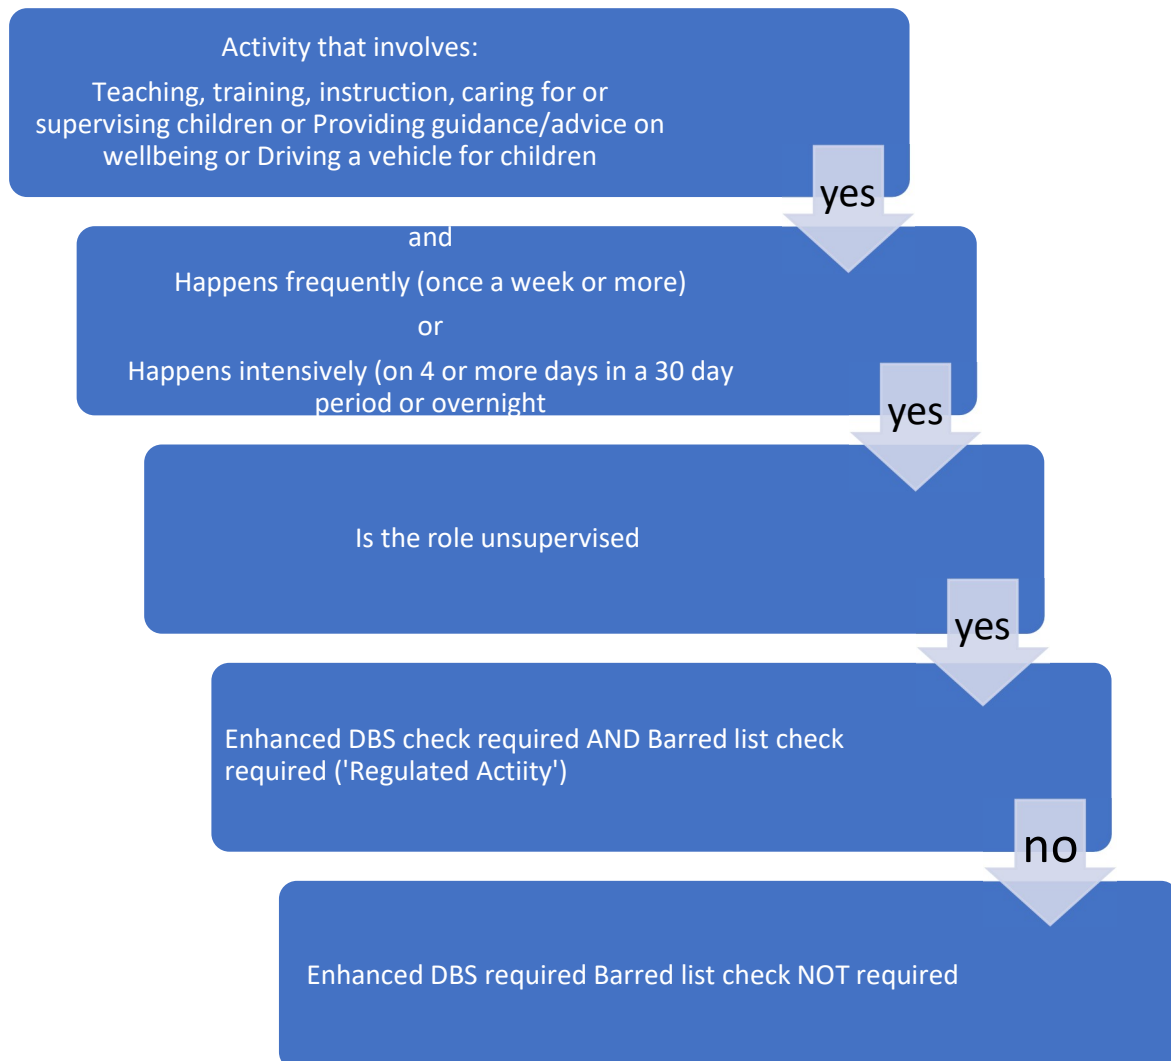 Activity that involves:
Teaching, training, instruction, caring for or
supervising children or Providing guidance/advice on
wellbeing or Driving a vehicle for children
yes
and
Happens frequently (once a week or more)
or
Happens intensively (on 4 or more days in a 30 day
period or overnight
yes
Is the role unsupervised
yes
Enhanced DBS check required AND Barred list check
required ('Regulated Actiity')
no
Enhanced DBS required Barred list check NOT required